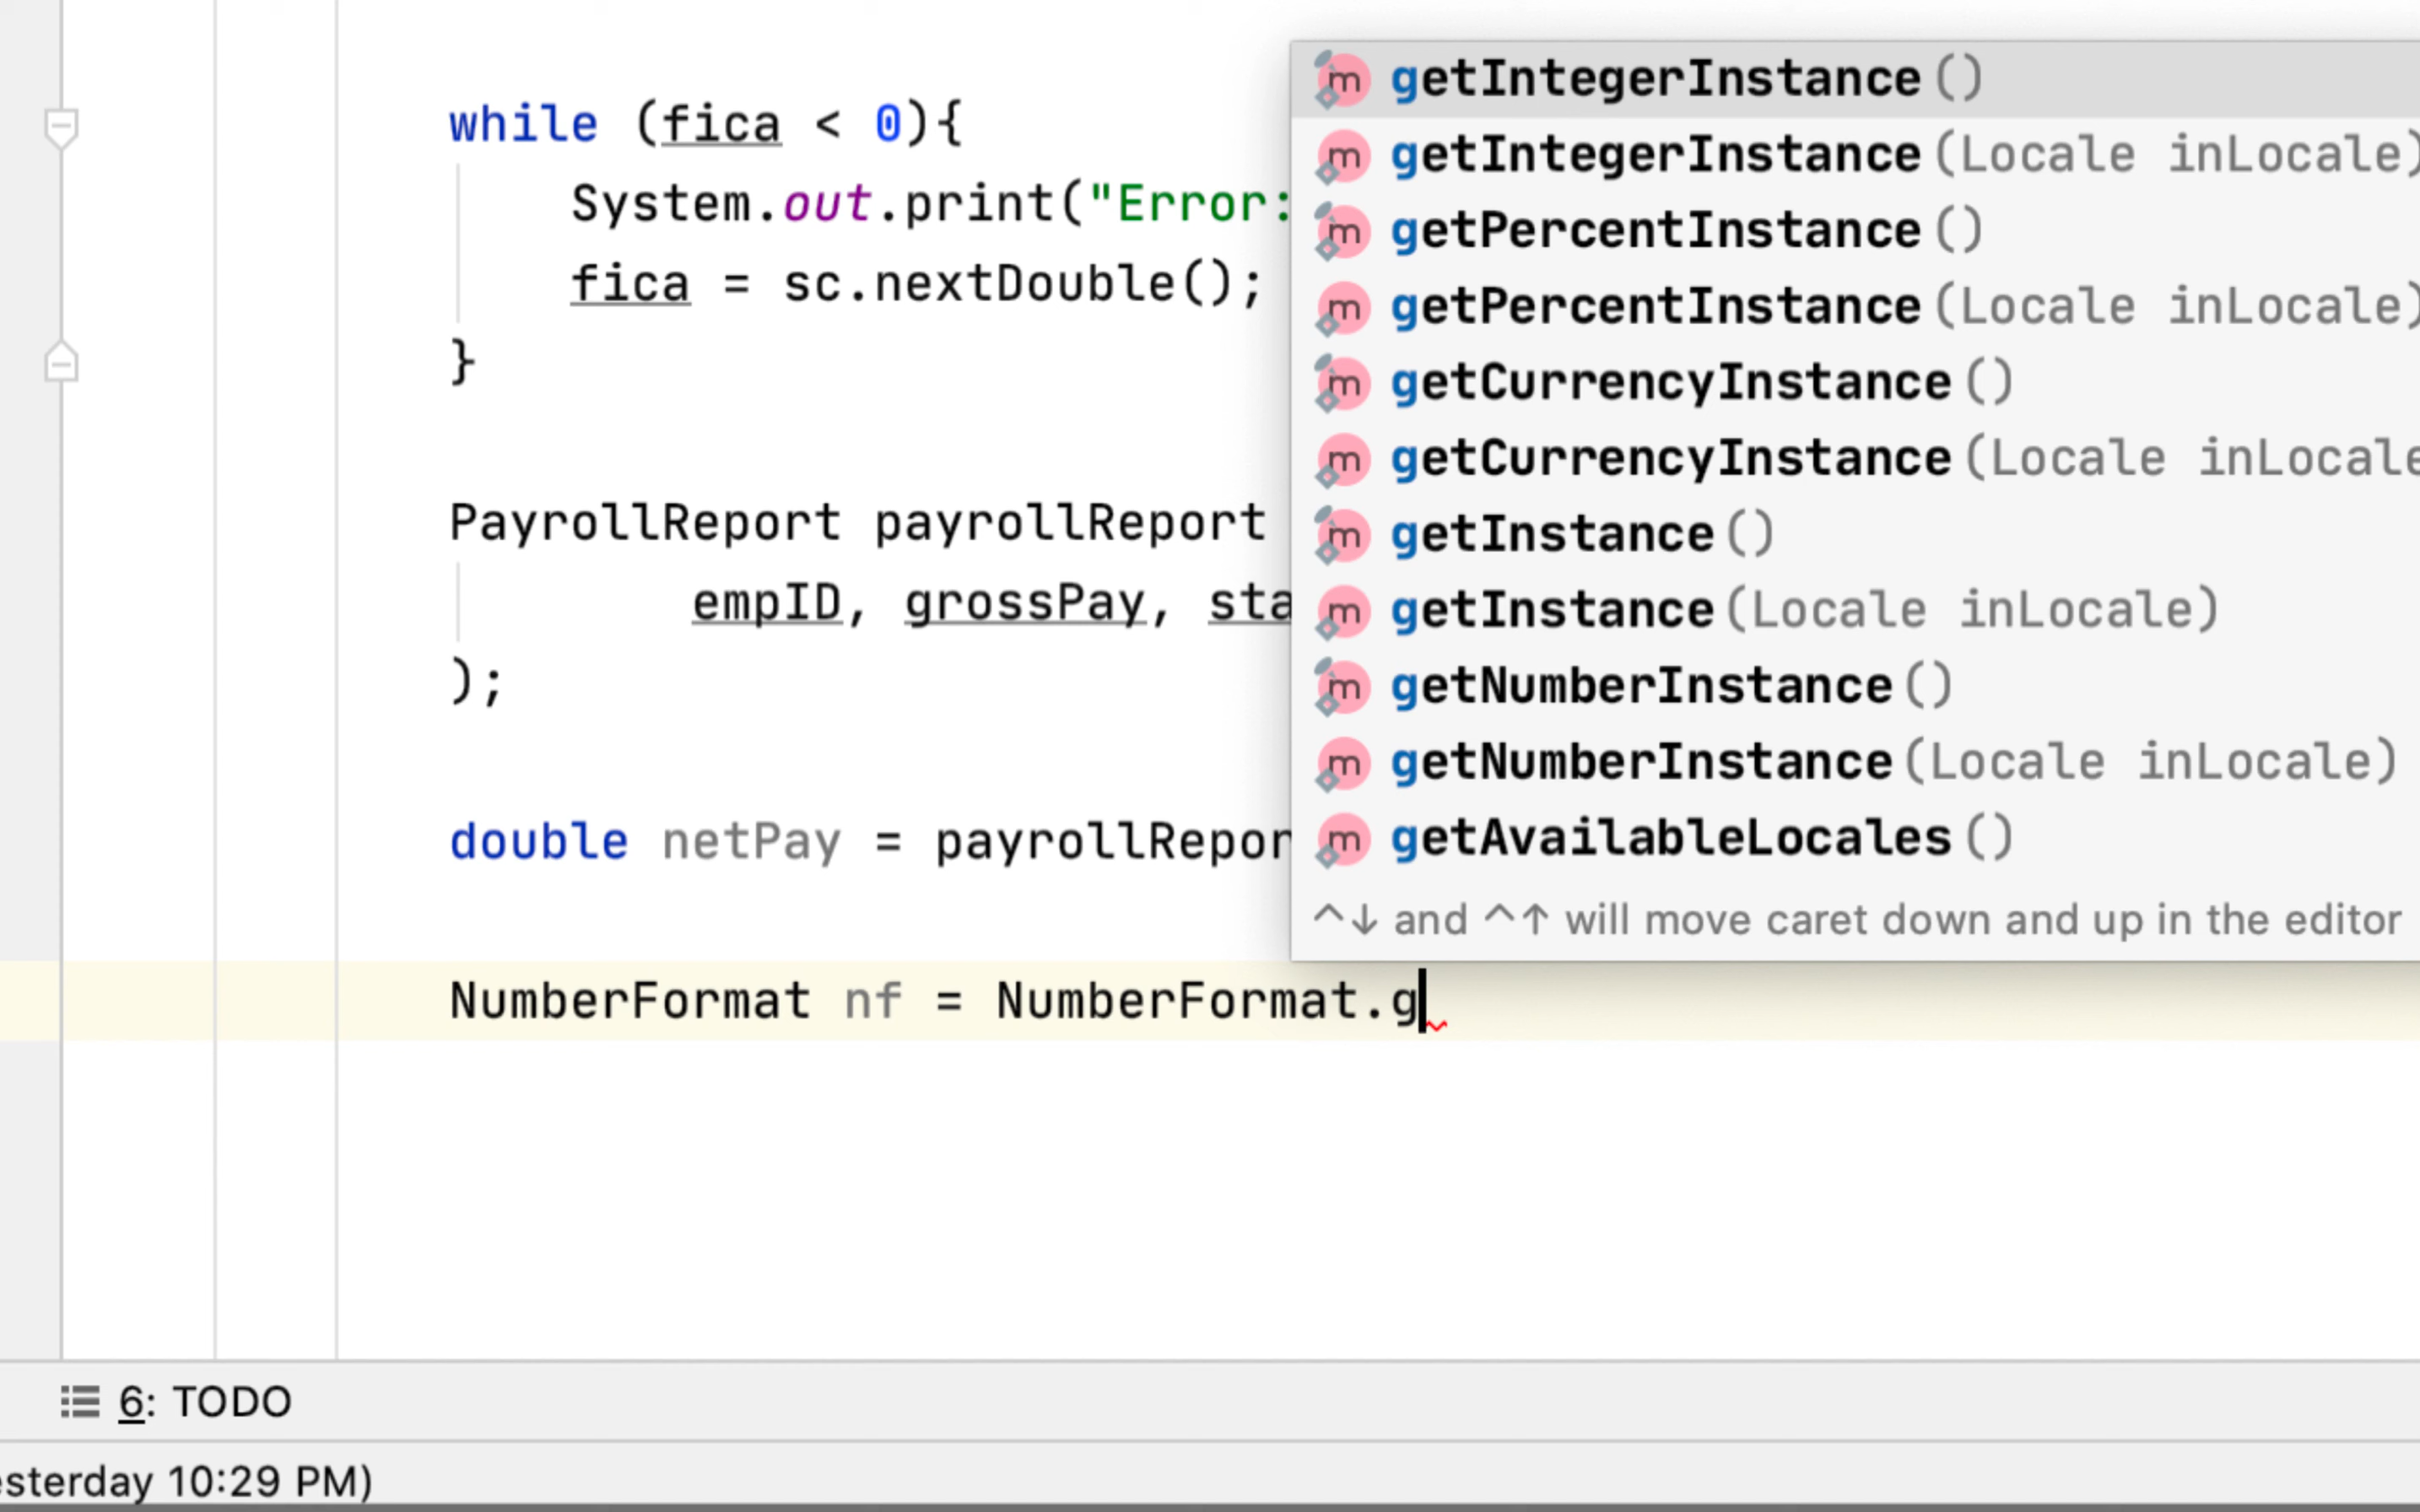 while (fica < 0){
System.out.print("Error:
fica = sc.nextDouble();
}
PayrollReport payrollReport
empID, grossPay, sta
);
double netPay = payrollRepor
NumberFormat nf = NumberFormat.g
getIntegerInstance()
getIntegerInstance(Locale inLocale)
getPercentInstance()
getPercentInstance(Locale inLocale)
getCurrencyInstance()
getCurrencyInstance(Locale inLocale
getInstance()
getInstance(Locale inLocale)
getNumberInstance()
getNumberInstance(Locale inLocale)
getAvailableLocales()
^↓ and ^↑ will move caret down and up in the editor
6: TODO
esterday 10:29 PM)